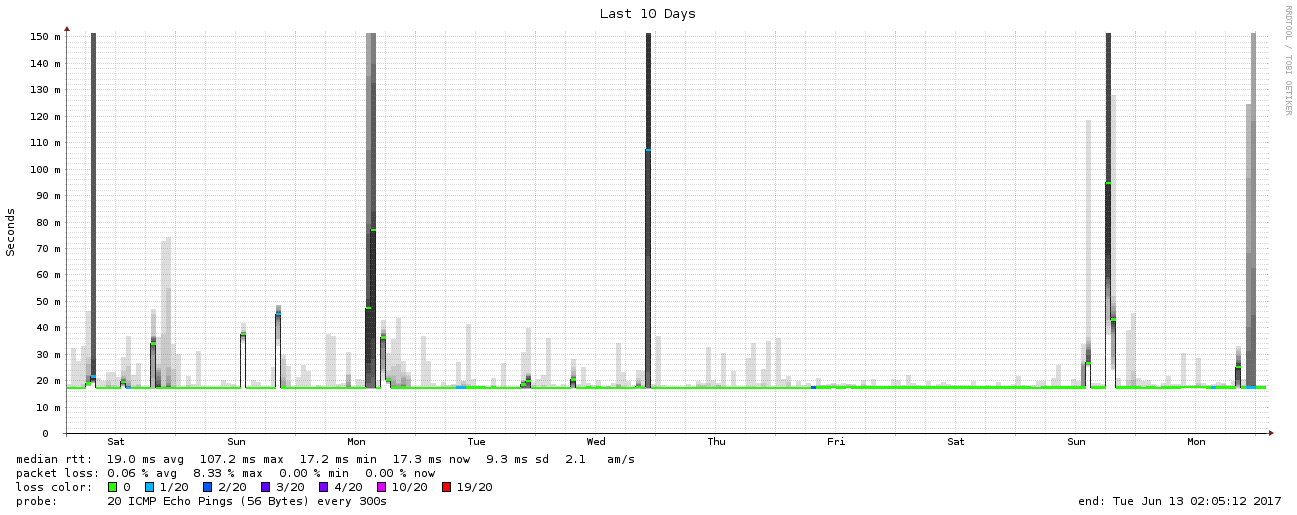 Last 10 Days
RRDTOOL / TOBI OETIKER
Seconds
150 m
140 m
130 m
120 m
110 m
100 m
90 m
80 m
70 m
60 m
50 m
40 m
30 m
20 m
10 m
0
Sat Sun Mon Tue Wed Thu Fri Sat Sun Mon
median rtt: 19.0 ms avg 107.2 ms max 17.2 ms min 17.3 ms now 9.3 ms sd 2.1 am/s
packet loss: 0.06 % avg 8.33 % max 0.00 % min 0.00 % now
loss color: 0 1/20 2/20 3/20 4/20 10/20 19/20
probe: 20 ICMP Echo Pings (56 Bytes) every 300s end: Tue Jun 13 02:05:12 2017